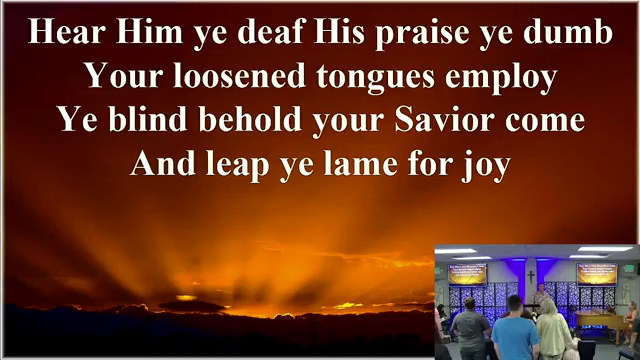 Hear Him ye deaf His praise ye dumb
Your loosened tongues employ
Ye blind behold your Savior come
And leap ye lame for joy